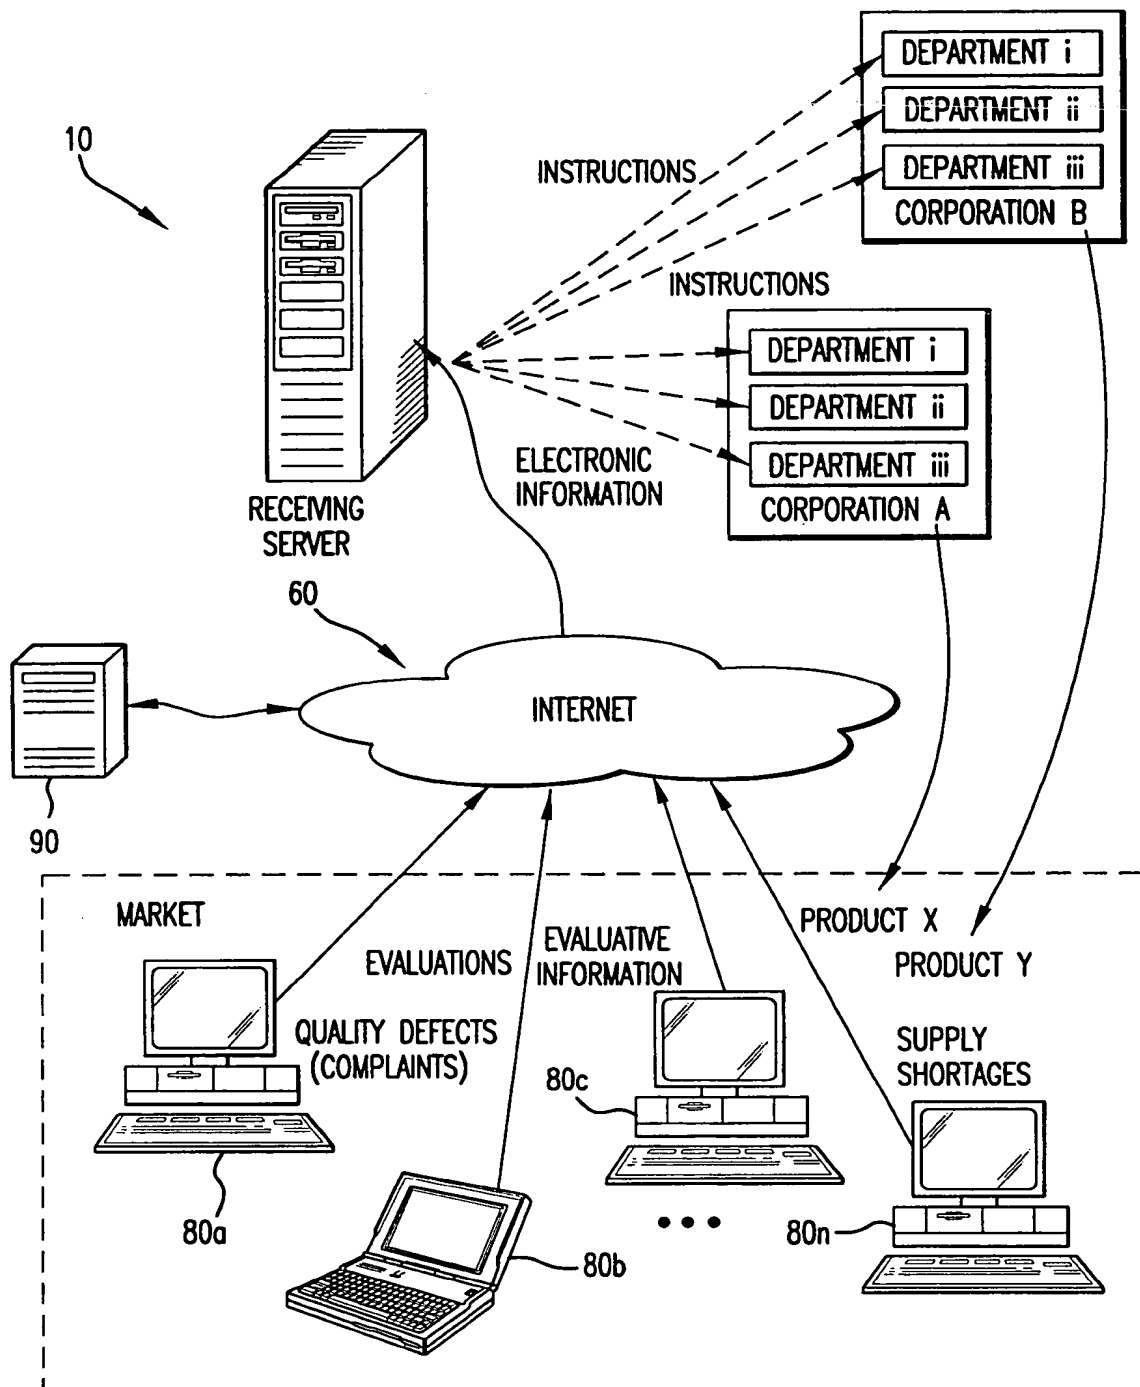 DEPARTMENT i
DEPARTMENT ii
DEPARTMENT iii
CORPORATION B
10
INSTRUCTIONS
INSTRUCTIONS
DEPARTMENT i
DEPARTMENT ii
DEPARTMENT iii
CORPORATION A
ELECTRONIC
INFORMATION
RECEIVING
SERVER
60
INTERNET
90
MARKET
PRODUCT X
PRODUCT Y
EVALUATIONS
EVALUATIVE
INFORMATION
QUALITY DEFECTS
(COMPLAINTS)
SUPPLY
SHORTAGES
80c
80a
80b
80n